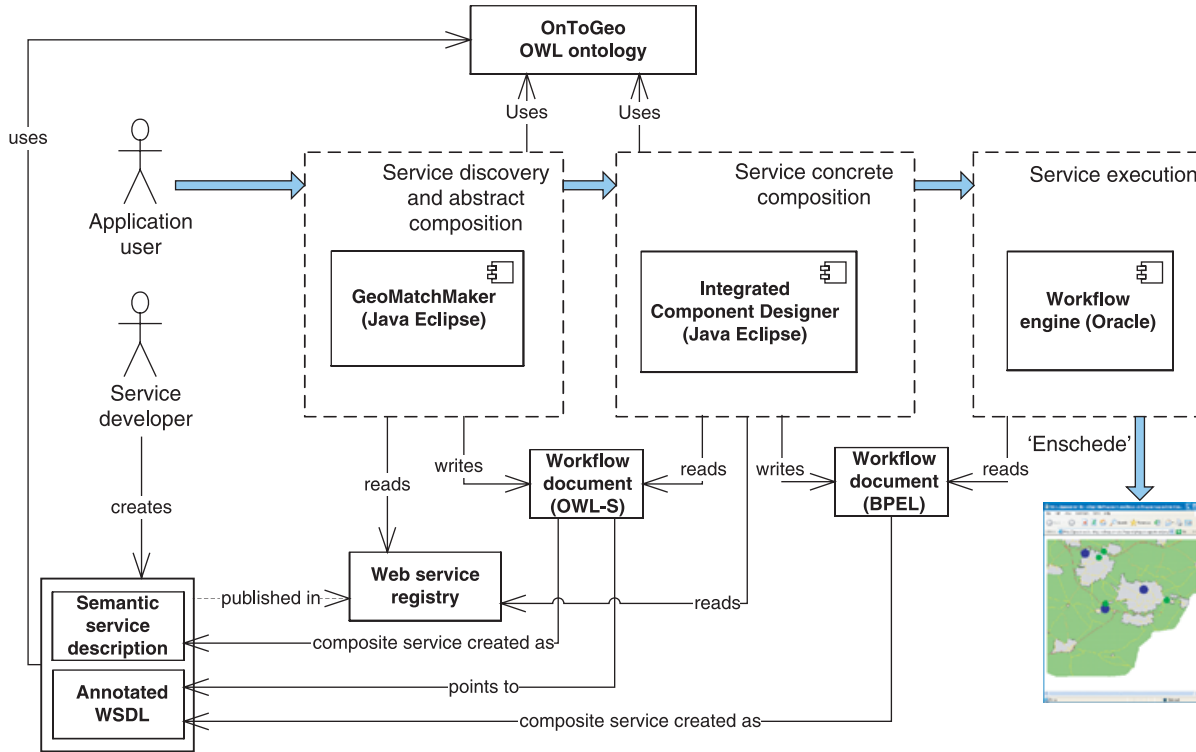 OnToGeo
OWL ontology
uses
Uses
Uses
Application
user
Service discovery
and abstract
composition
Service concrete
composition
Service execution
GeoMatchMaker
(Java Eclipse)
Integrated
Component Designer
(Java Eclipse)
Workflow
engine (Oracle)
Service
developer
creates
reads
writes
Workflow
document
(OWL-S)
reads
writes
Workflow
document
(BPEL)
reads
‘Enschede’
Web service
registry
reads
published in
Semantic
service
description
composite service created as
Annotated
WSDL
points to
composite service created as